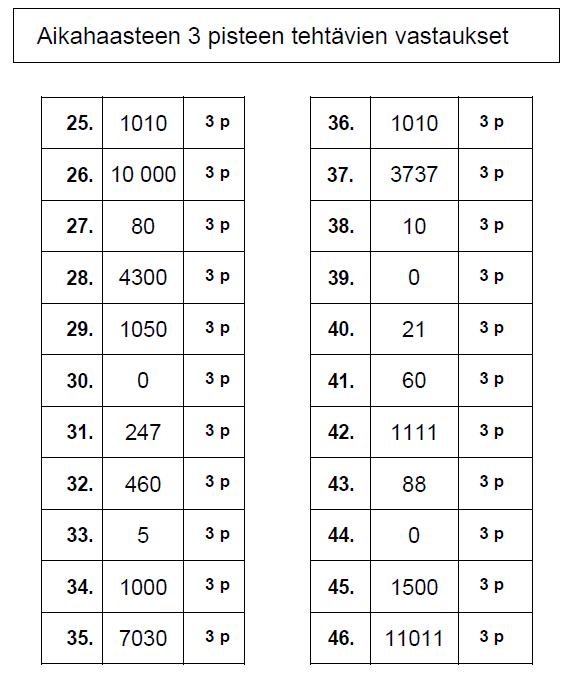 Aikahaasteen 3 pisteen tehtävien vastaukset
25. 1010 3 p
26. 10 000 3 p
27. 80 3 p
28. 4300 3 p
29. 1050 3 p
30. 0 3 p
31. 247 3 p
32. 460 3 p
33. 5 3 p
34. 1000 3 p
35. 7030 3 p
36. 1010 3 p
37. 3737 3 p
38. 10 3 p
39. 0 3 p
40. 21 3 p
41. 60 3 p
42. 1111 3 p
43. 88 3 p
44. 0 3 p
45. 1500 3 p
46. 11011 3 p